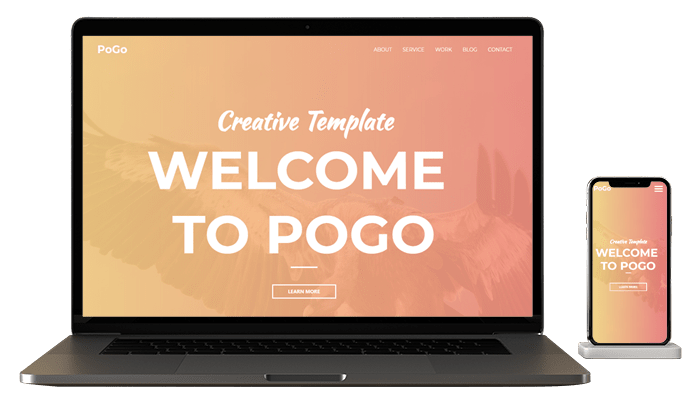 PoGo
ABOUT SERVICE WORK BLOG CONTACT
Creative Template
WELCOME
TO POGO
LEARN MORE
PoGo
Creative Template
WELCOME
TO POGO
LEARN MORE